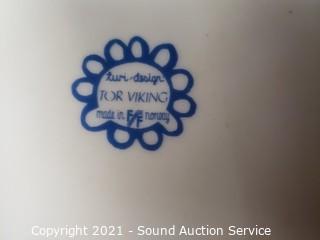 turi-design
TOR VIKING
made in F/F norway
Copyright 2021 - Sound Auction Service